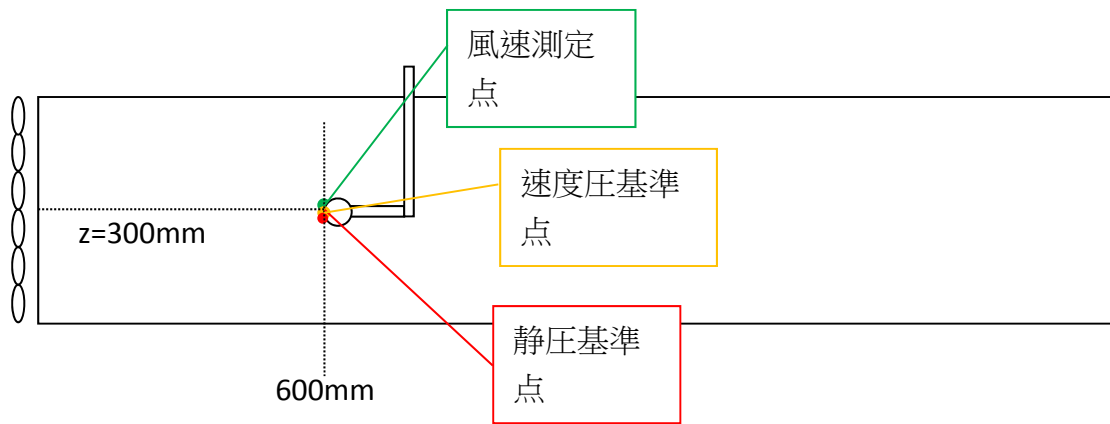 風速測定
点
速度圧基準
点
z=300mm
静圧基準
点
600mm